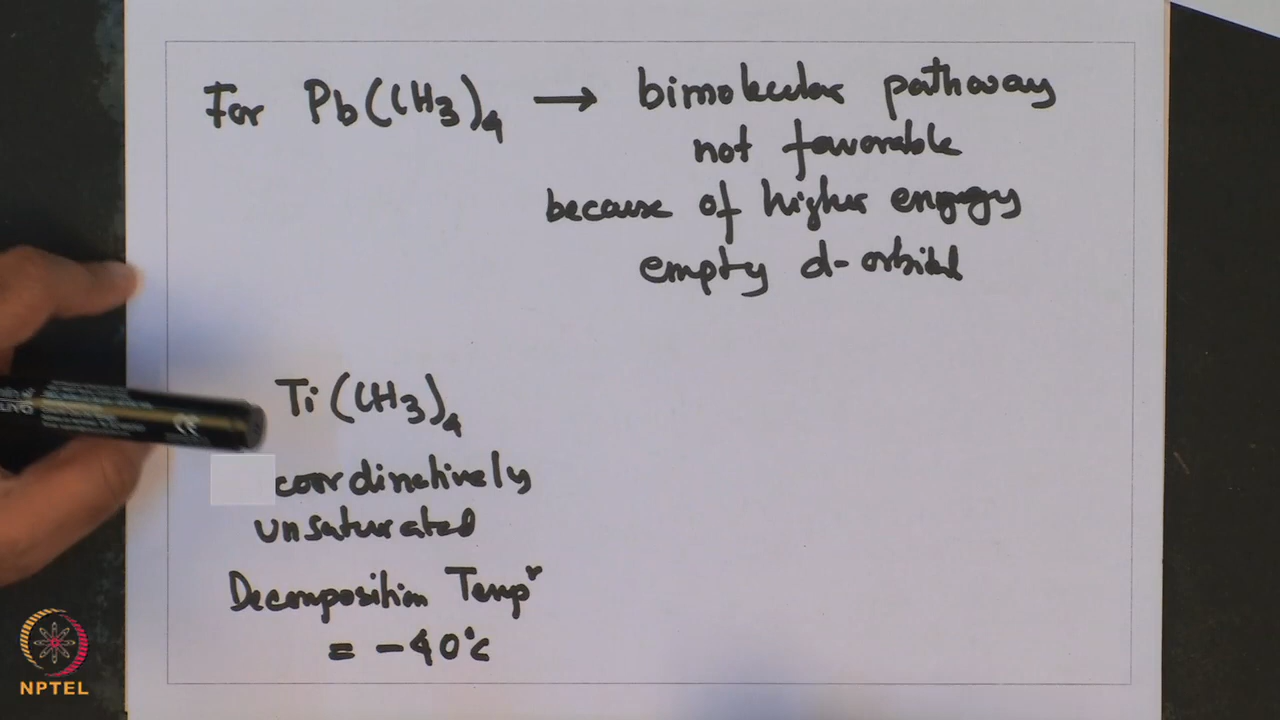 For Pb(CH3)4 → bimolecular pathway
not favorable
because of higher energy
empty d-orbital
Ti(CH3)4
coordinatively
unsaturated
Decomposition Tempr
= -40°C
NPTEL